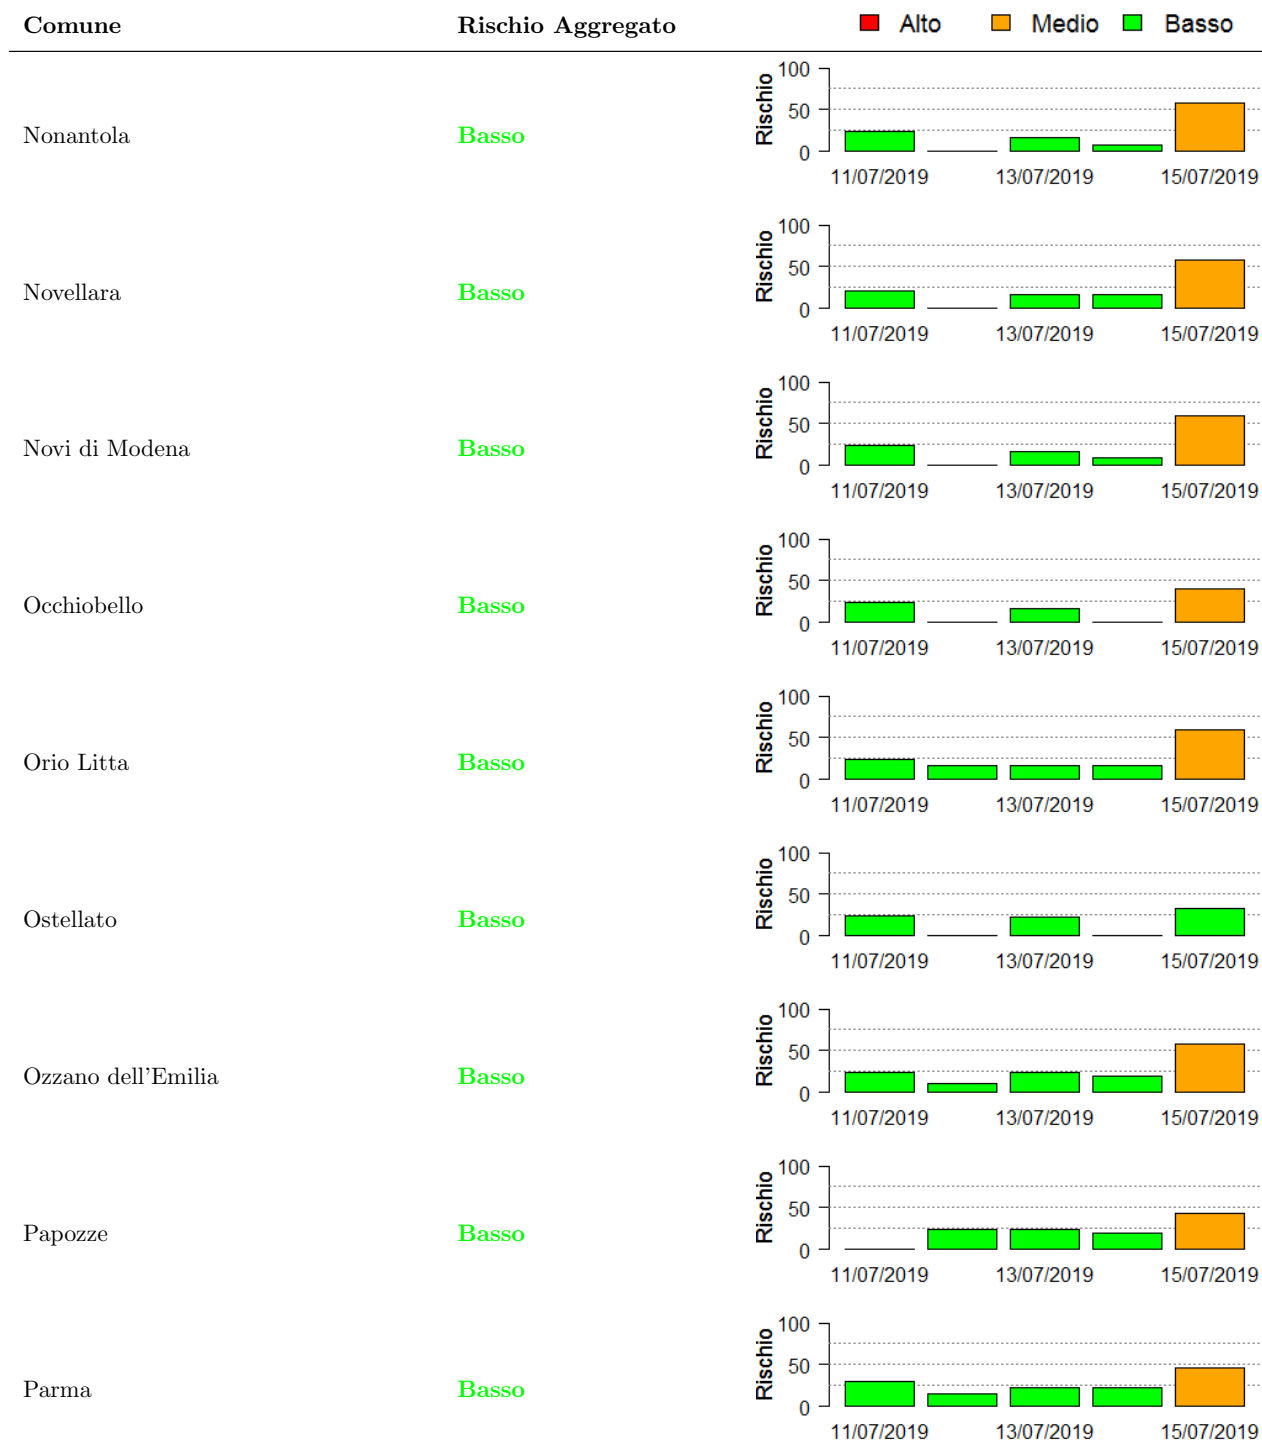 Comune Rischio Aggregato Alto Medio Basso
Nonantola Basso Rischio 100 50 0
11/07/2019 13/07/2019 15/07/2019
Novellara Basso Rischio 100 50 0
11/07/2019 13/07/2019 15/07/2019
Novi di Modena Basso Rischio 100 50 0
11/07/2019 13/07/2019 15/07/2019
Occhiobello Basso Rischio 100 50 0
11/07/2019 13/07/2019 15/07/2019
Orio Litta Basso Rischio 100 50 0
11/07/2019 13/07/2019 15/07/2019
Ostellato Basso Rischio 100 50 0
11/07/2019 13/07/2019 15/07/2019
Ozzano dell'Emilia Basso Rischio 100 50 0
11/07/2019 13/07/2019 15/07/2019
Papozze Basso Rischio 100 50 0
11/07/2019 13/07/2019 15/07/2019
Parma Basso Rischio 100 50 0
11/07/2019 13/07/2019 15/07/2019